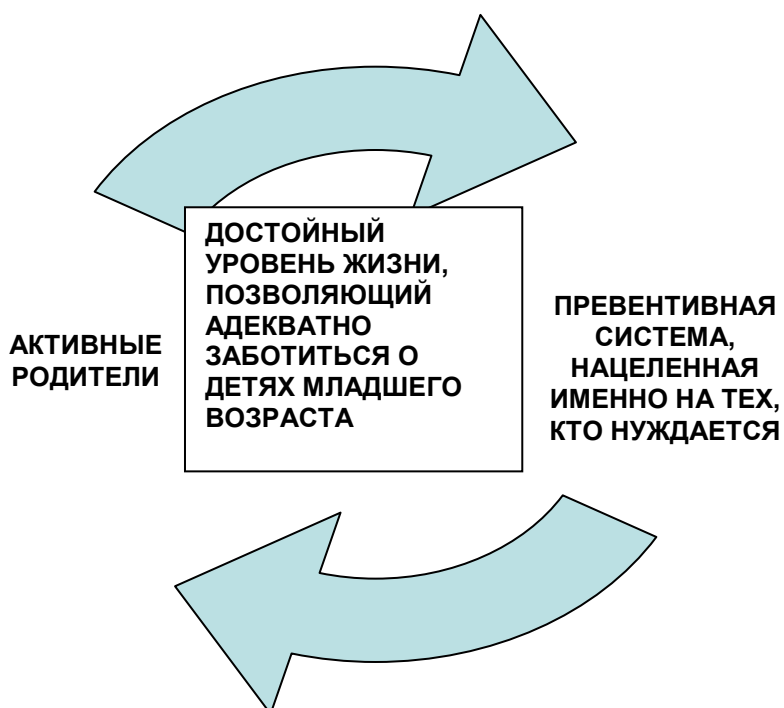 АКТИВНЫЕ
РОДИТЕЛИ
ДОСТОЙНЫЙ
УРОВЕНЬ ЖИЗНИ,
ПОЗВОЛЯЮЩИЙ
АДЕКВАТНО
ЗАБОТИТЬСЯ О
ДЕТЯХ МЛАДШЕГО
ВОЗРАСТА
ПРЕВЕНТИВНАЯ
СИСТЕМА,
НАЦЕЛЕННАЯ
ИМЕННО НА ТЕХ,
КТО НУЖДАЕТСЯ